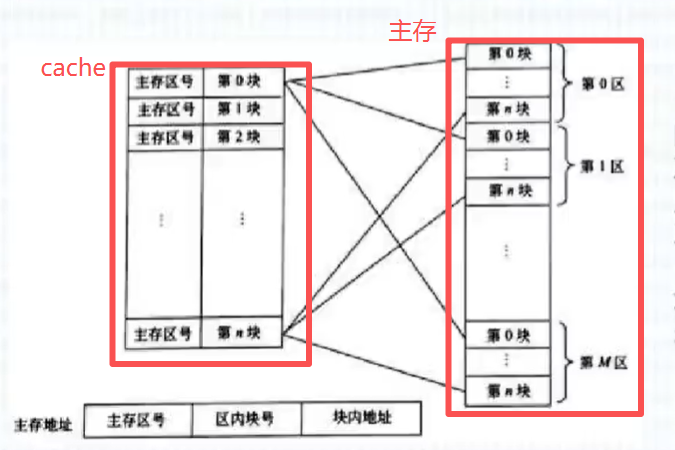 主存
cache
主存区号 第0块
主存区号 第1块
主存区号 第2块
⋮ ⋮
主存区号 第n块
第0块
⋮
第n块
第0区
第0块
⋮
第n块
第1区
⋮
第0块
⋮
第n块
第M区
主存地址 主存区号 区内块号 块内地址